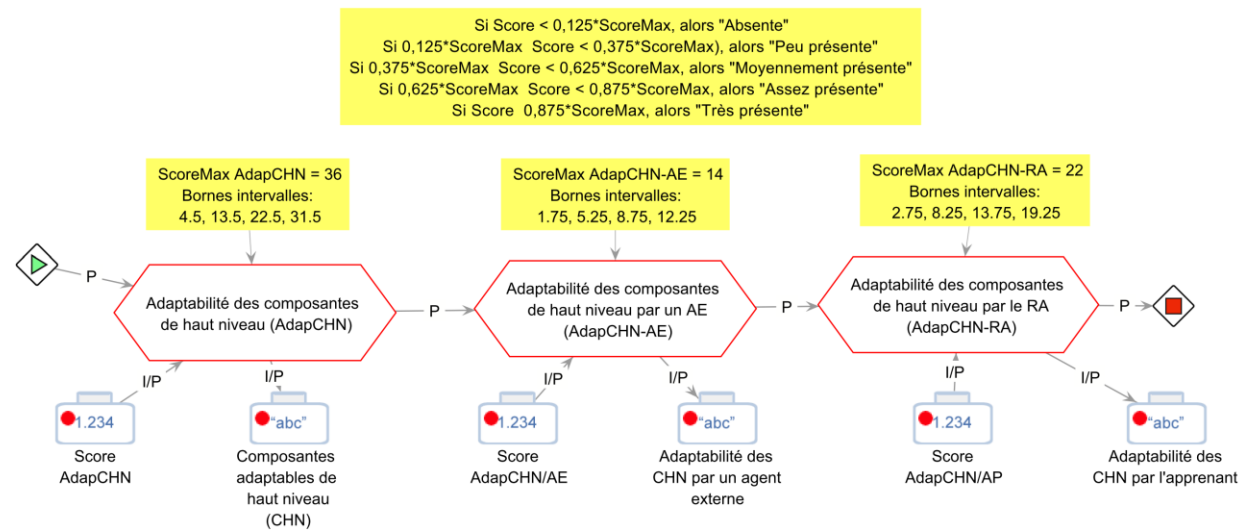 Si Score < 0,125*ScoreMax, alors "Absente"
Si 0,125*ScoreMax  Score < 0,375*ScoreMax), alors "Peu présente"
Si 0,375*ScoreMax  Score < 0,625*ScoreMax, alors "Moyennement présente"
Si 0,625*ScoreMax  Score < 0,875*ScoreMax, alors "Assez présente"
Si Score  0,875*ScoreMax, alors "Très présente"
ScoreMax AdapCHN = 36
Bornes intervalles:
4.5, 13.5, 22.5, 31.5
ScoreMax AdapCHN-AE = 14
Bornes intervalles:
1.75, 5.25, 8.75, 12.25
ScoreMax AdapCHN-RA = 22
Bornes intervalles:
2.75, 8.25, 13.75, 19.25
P
Adaptabilité des composantes
de haut niveau (AdapCHN)
P
Adaptabilité des composantes
de haut niveau par un AE
(AdapCHN-AE)
P
Adaptabilité des composantes
de haut niveau par le RA
(AdapCHN-RA)
P
I/P
I/P
I/P
I/P
I/P
I/P
1.234
Score
AdapCHN
“abc”
Composantes
adaptables de
haut niveau
(CHN)
1.234
Score
AdapCHN/AE
“abc”
Adaptabilité des
CHN par un agent
externe
1.234
Score
AdapCHN/AP
“abc”
Adaptabilité des
CHN par l'apprenant